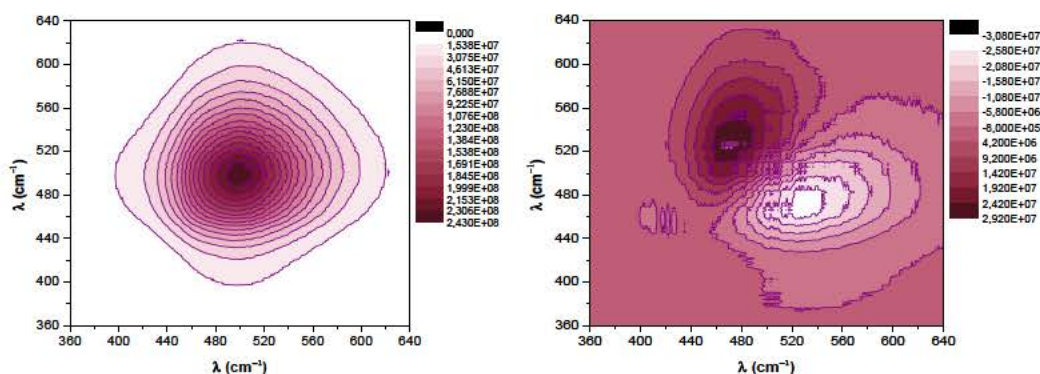 640
600
560
520
480
440
400
360
360 400 440 480 520 560 600 640
λ (cm⁻¹)
λ (cm⁻¹)
0,000
1,538E+07
3,075E+07
4,613E+07
6,150E+07
7,688E+07
9,225E+07
1,076E+08
1,230E+08
1,384E+08
1,538E+08
1,691E+08
1,845E+08
1,999E+08
2,153E+08
2,306E+08
2,430E+08
640
600
560
520
480
440
400
360
360 400 440 480 520 560 600 640
λ (cm⁻¹)
λ (cm⁻¹)
-3,080E+07
-2,580E+07
-2,080E+07
-1,580E+07
-1,080E+07
-5,800E+06
-8,000E+05
4,200E+06
9,200E+06
1,420E+07
1,920E+07
2,420E+07
2,920E+07